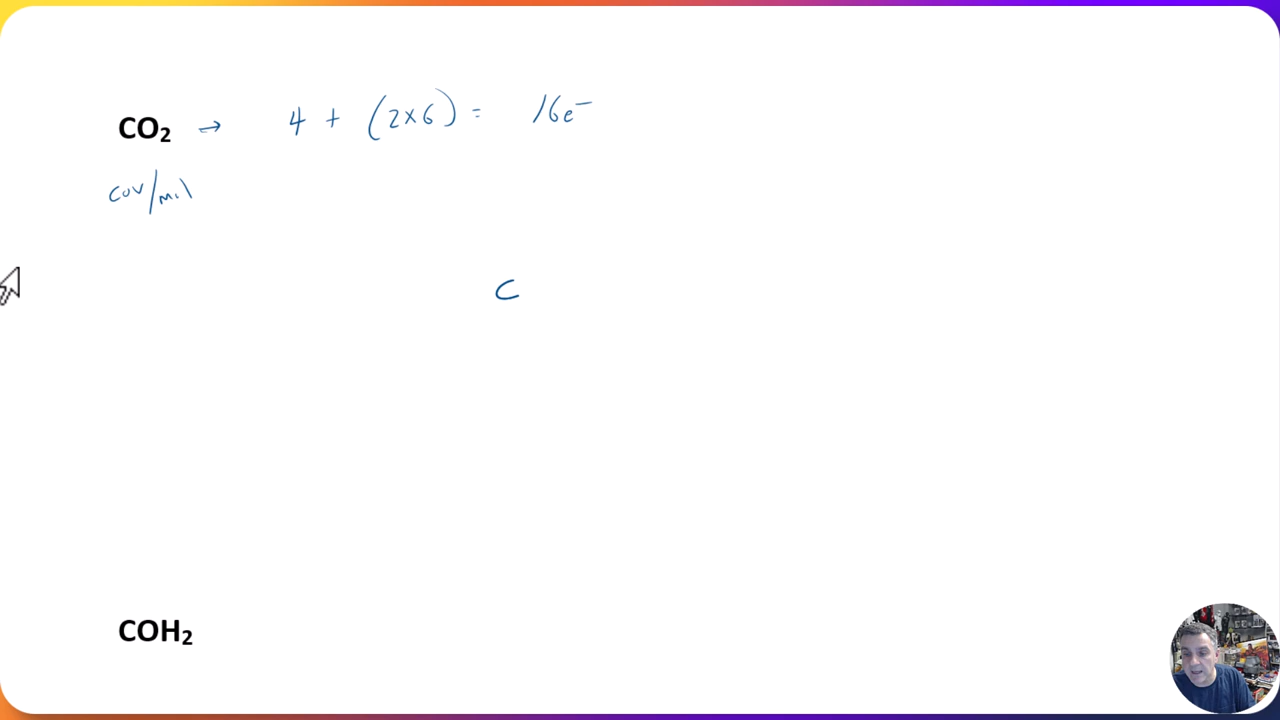 CO₂ → 4 + (2×6) = 16e⁻
cov/mol
C
COH₂